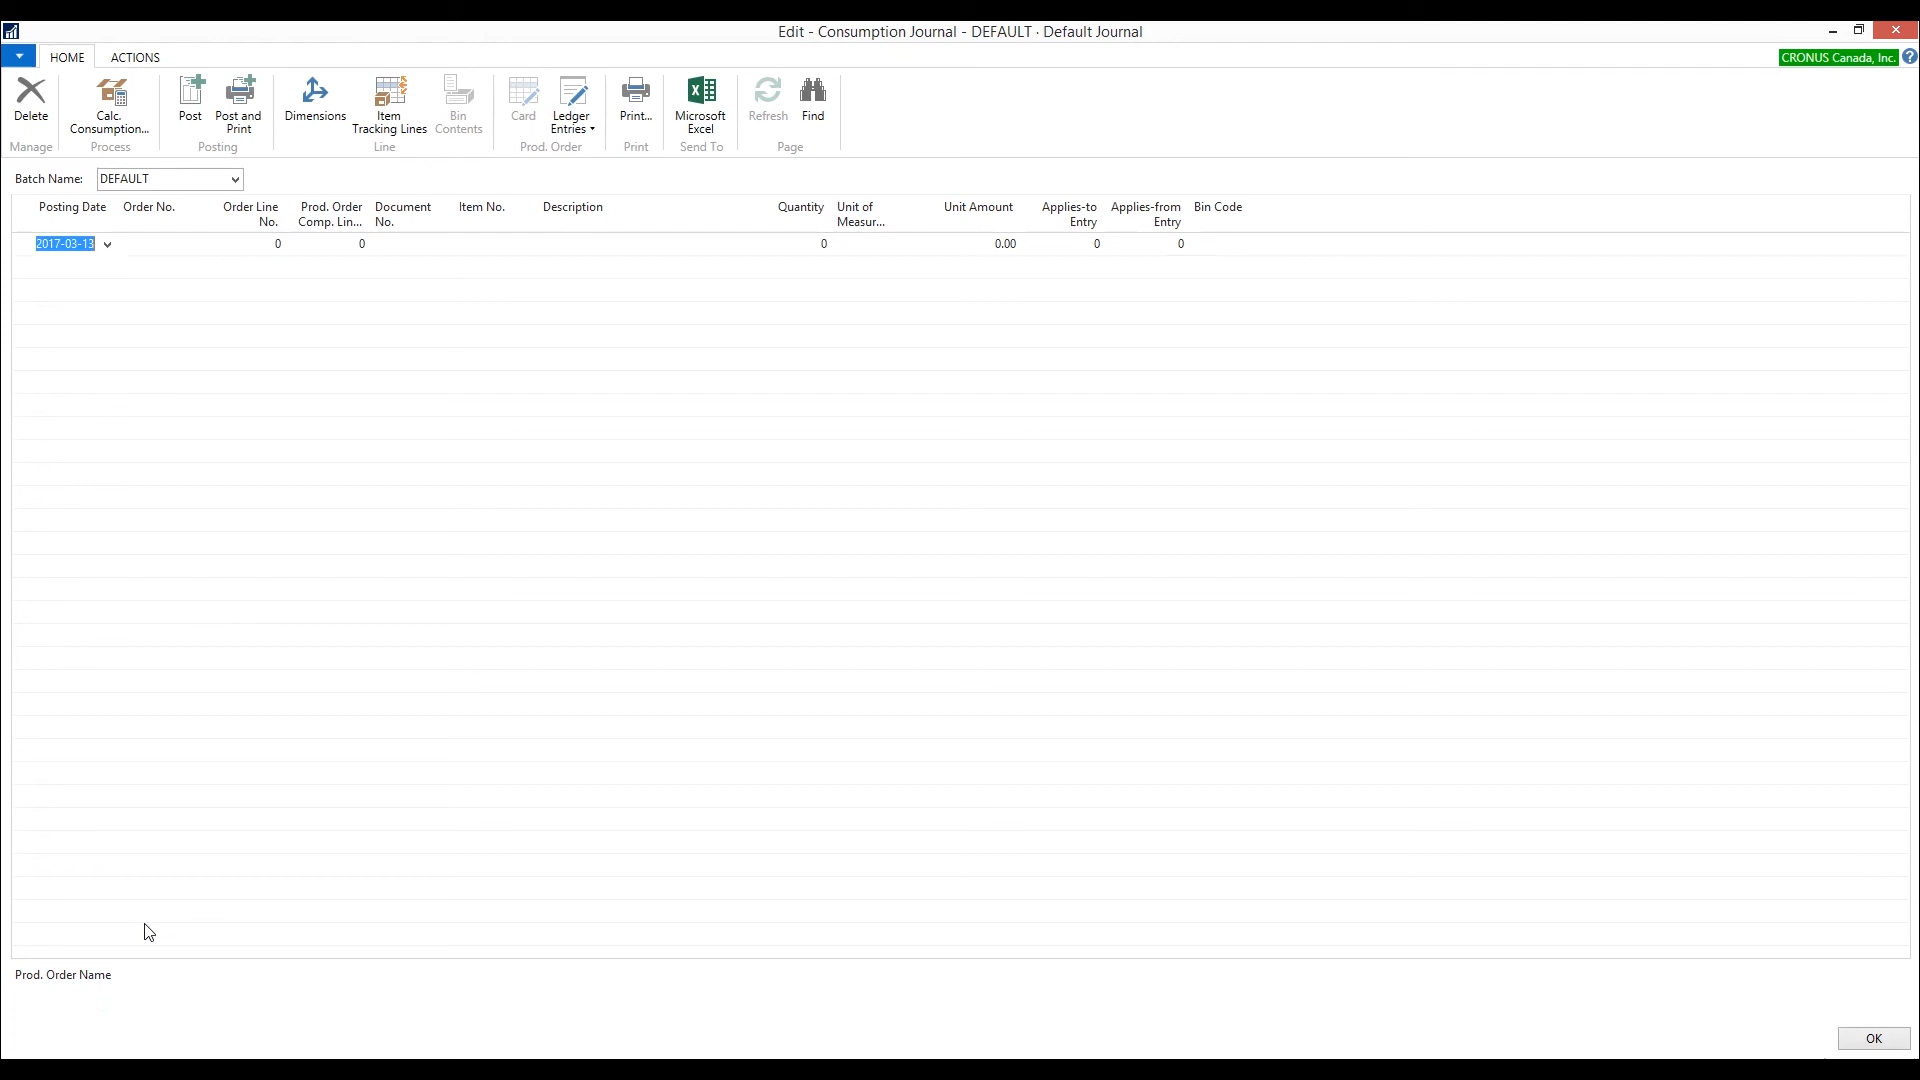 Edit - Consumption Journal - DEFAULT · Default Journal
HOME ACTIONS
CRONUS Canada, Inc.
?
Delete
Calc.
Consumption...
Post
Post and
Print
Dimensions
Item
Tracking Lines
Bin
Contents
Card
Ledger
Entries
Print...
Microsoft
Excel
Refresh
Find
Manage Process Posting Line Prod. Order Print Send To Page
Batch Name: DEFAULT
Posting Date Order No. Order Line Prod. Order Document Item No. Description Quantity Unit of Unit Amount Applies-to Applies-from Bin Code
No. Comp. Lin... No. Measur... Entry Entry
2017-03-13 0 0 0 0.00 0 0
Prod. Order Name
OK